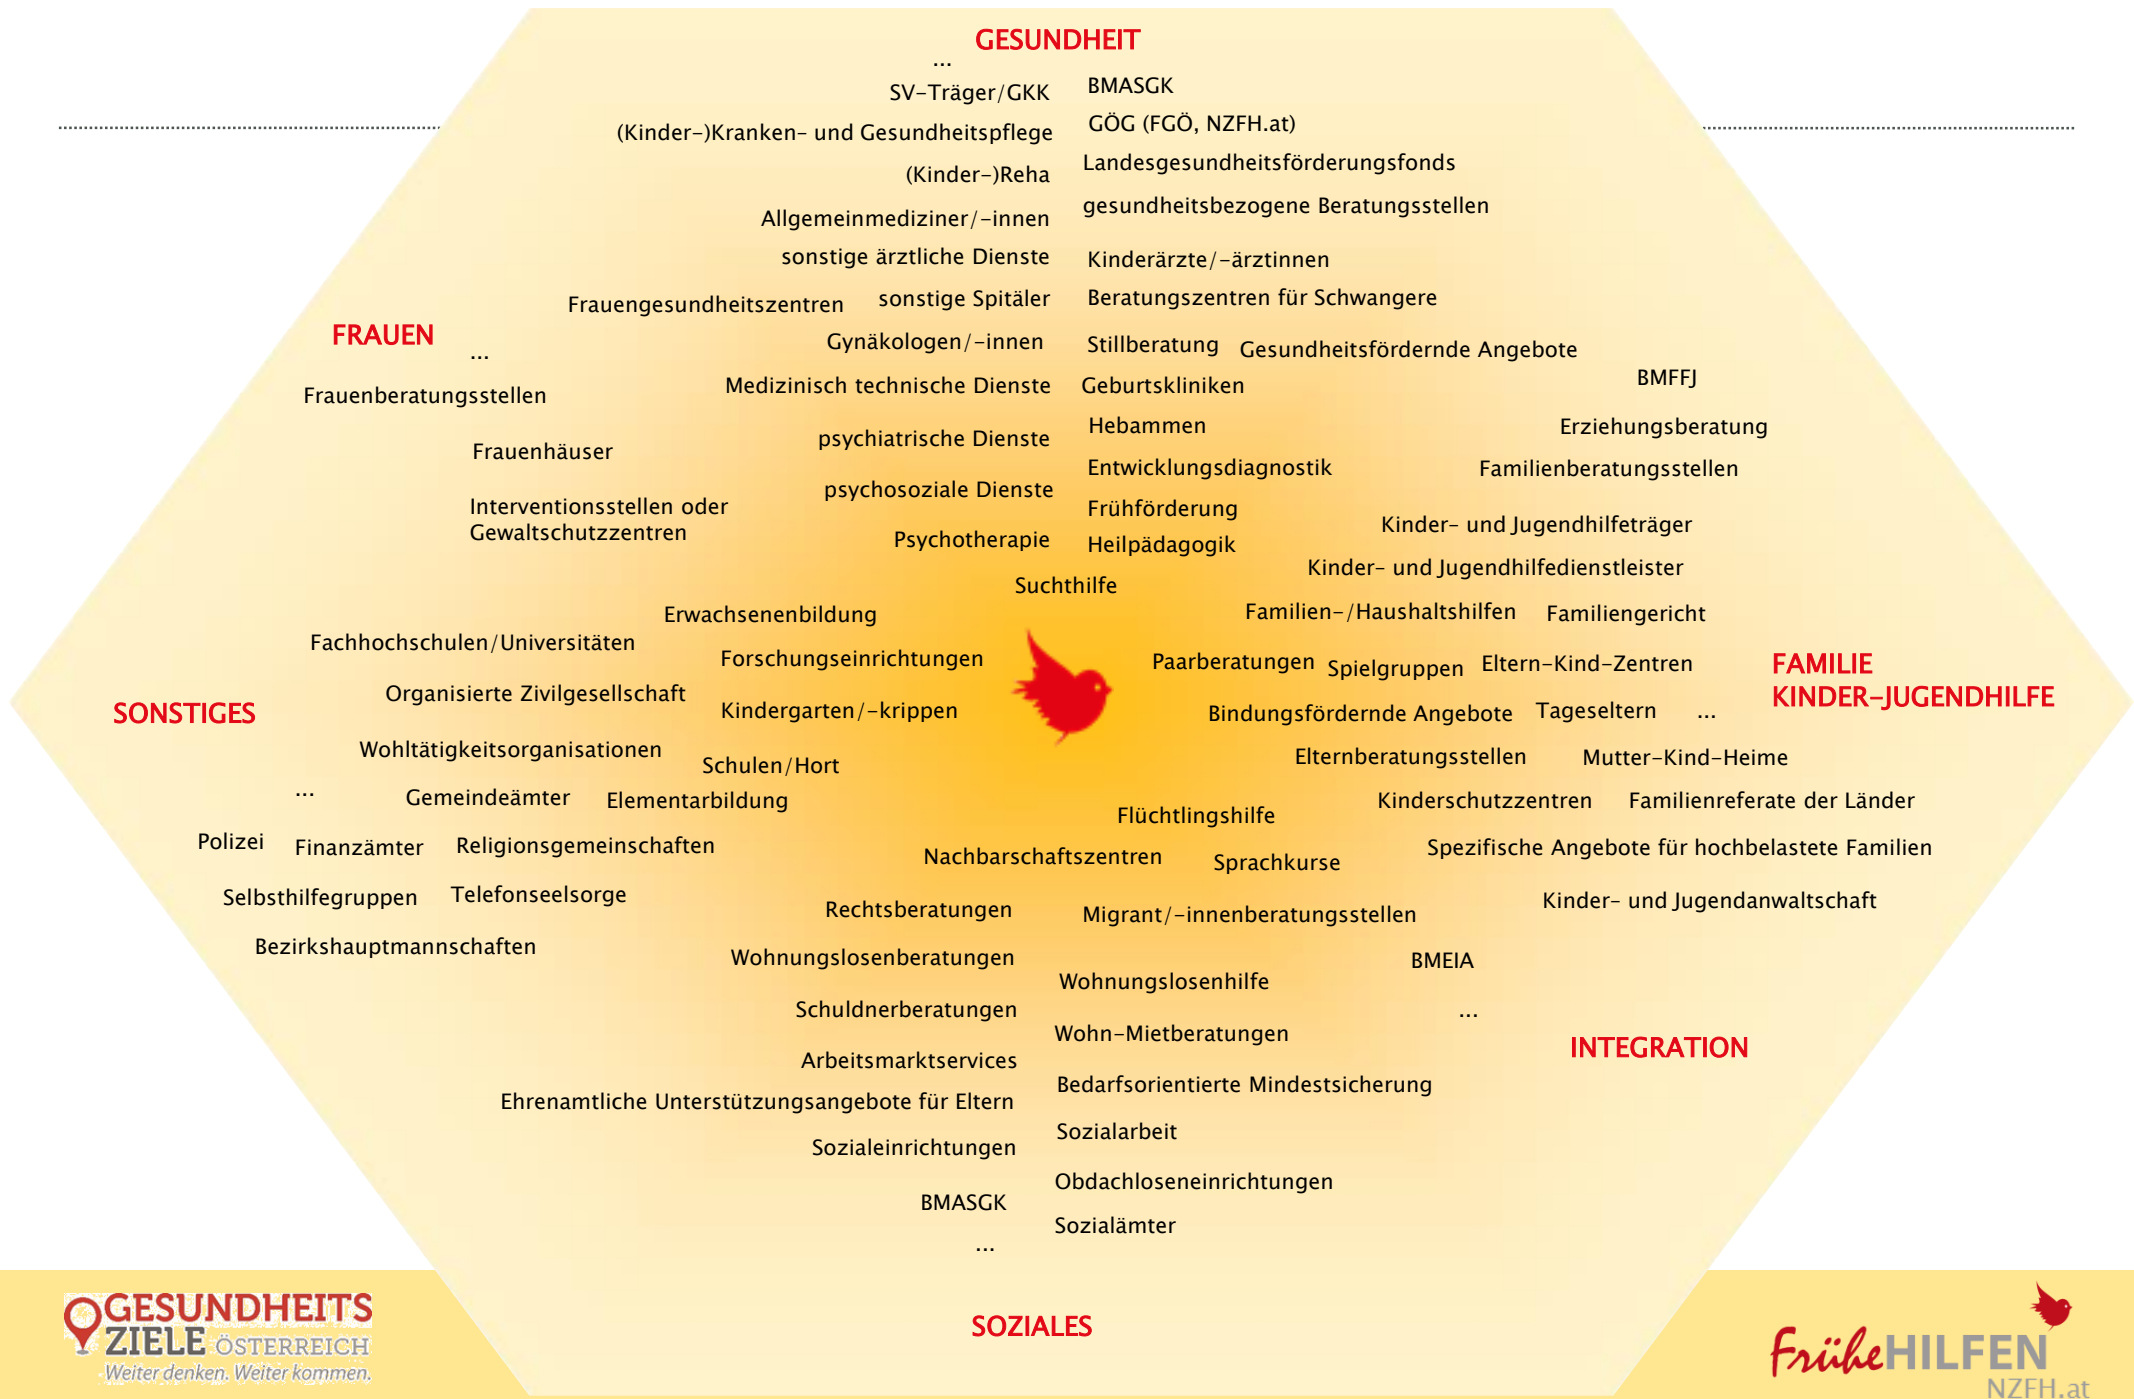 GESUNDHEIT
...
SV-Träger/GKK
BMASGK
(Kinder-)Kranken- und Gesundheitspflege
GÖG (FGÖ, NZFH.at)
(Kinder-)Reha
Landesgesundheitsförderungsfonds
Allgemeinmediziner/-innen
gesundheitsbezogene Beratungsstellen
sonstige ärztliche Dienste
Kinderärzte/-ärztinnen
Frauengesundheitszentren
sonstige Spitäler
Beratungszentren für Schwangere
Gynäkologen/-innen
Stillberatung
Gesundheitsfördernde Angebote
Medizinisch technische Dienste
Geburtskliniken
psychiatrische Dienste
Hebammen
Entwicklungsdiagnostik
psychosoziale Dienste
Frühförderung
Psychotherapie
Heilpädagogik
Suchthilfe
FRAUEN
...
Frauenberatungsstellen
Frauenhäuser
Interventionsstellen oder
Gewaltschutzzentren
BMFFJ
Erziehungsberatung
Familienberatungsstellen
Kinder- und Jugendhilfeträger
Kinder- und Jugendhilfedienstleister
Familien-/Haushaltshilfen
Familiengericht
Paarberatungen
Spielgruppen
Eltern-Kind-Zentren
FAMILIE
KINDER-JUGENDHILFE
Bindungsfördernde Angebote
Tageseltern
...
Elternberatungsstellen
Mutter-Kind-Heime
Kinderschutzzentren
Familienreferate der Länder
Spezifische Angebote für hochbelastete Familien
Kinder- und Jugendanwaltschaft
Erwachsenenbildung
Fachhochschulen/Universitäten
Forschungseinrichtungen
Organisierte Zivilgesellschaft
SONSTIGES
Kindergarten/-krippen
Wohltätigkeitsorganisationen
Schulen/Hort
...
Gemeindeämter
Elementarbildung
Polizei
Finanzämter
Religionsgemeinschaften
Selbsthilfegruppen
Telefonseelsorge
Bezirkshauptmannschaften
Flüchtlingshilfe
Nachbarschaftszentren
Sprachkurse
Rechtsberatungen
Migrant/-innenberatungsstellen
Wohnungslosenberatungen
BMEIA
Wohnungslosenhilfe
Schuldnerberatungen
...
Wohn-Mietberatungen
INTEGRATION
Arbeitsmarktservices
Bedarfsorientierte Mindestsicherung
Ehrenamtliche Unterstützungsangebote für Eltern
Sozialarbeit
Sozialeinrichtungen
Obdachloseneinrichtungen
BMASGK
Sozialämter
...
SOZIALES
GESUNDHEITS
ZIELE ÖSTERREICH
Weiter denken. Weiter kommen.
Frühe HILFEN
NZFH.at